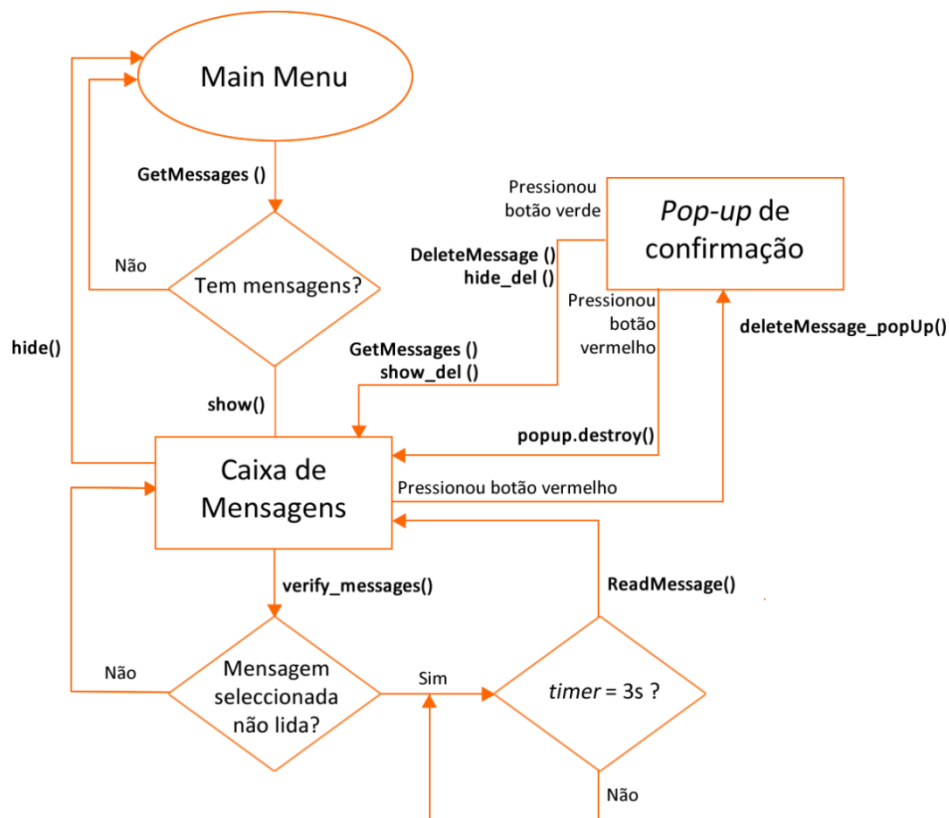 Main Menu
GetMessages ()
Não
Tem mensagens?
hide()
show()
Pressionou
botão verde
Pop-up de
confirmação
DeleteMessage ()
hide_del ()
Pressionou
botão
vermelho
deleteMessage_popUp()
GetMessages ()
show_del ()
popup.destroy()
Caixa de
Mensagens
Pressionou botão vermelho
verify_messages()
ReadMessage()
Não
Mensagem
seleccionada
não lida?
Sim
timer = 3s ?
Não